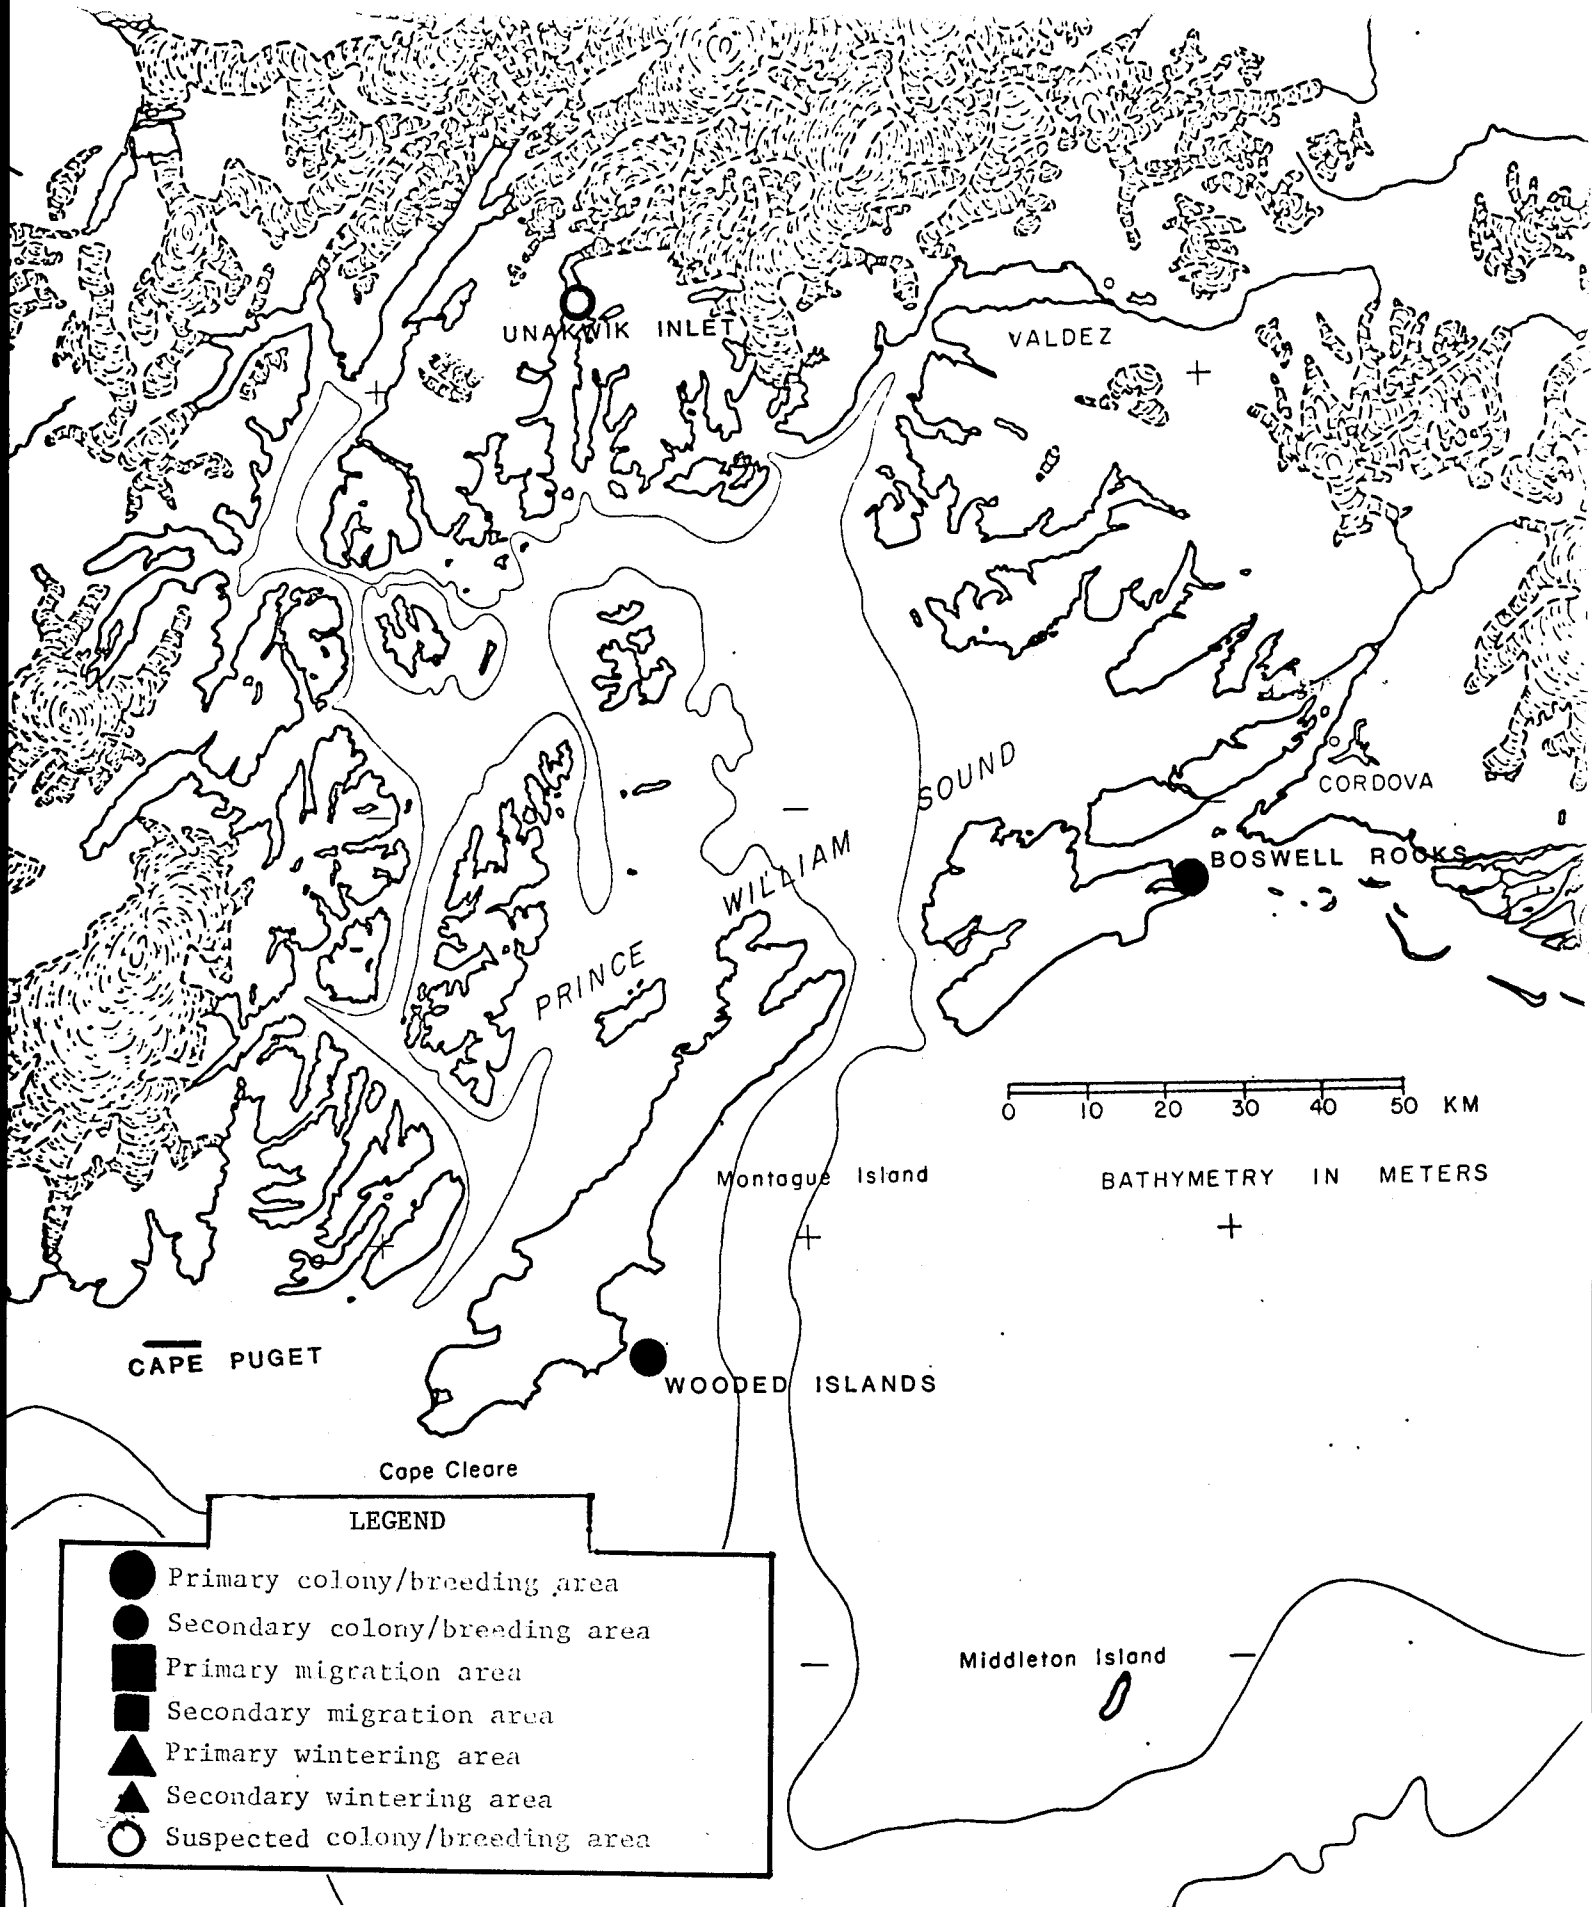 UNAKWIK INLET
VALDEZ
SOUND
CORDOVA
WILLIAM
BOSWELL ROCKS
PRINCE
0 10 20 30 40 50 KM
Montague Island
BATHYMETRY IN METERS
CAPE PUGET
WOODED ISLANDS
Cape Cleare
LEGEND
Primary colony/breeding area
Secondary colony/breeding area
Primary migration area
Secondary migration area
Primary wintering area
Secondary wintering area
Suspected colony/breeding area
Middleton Island